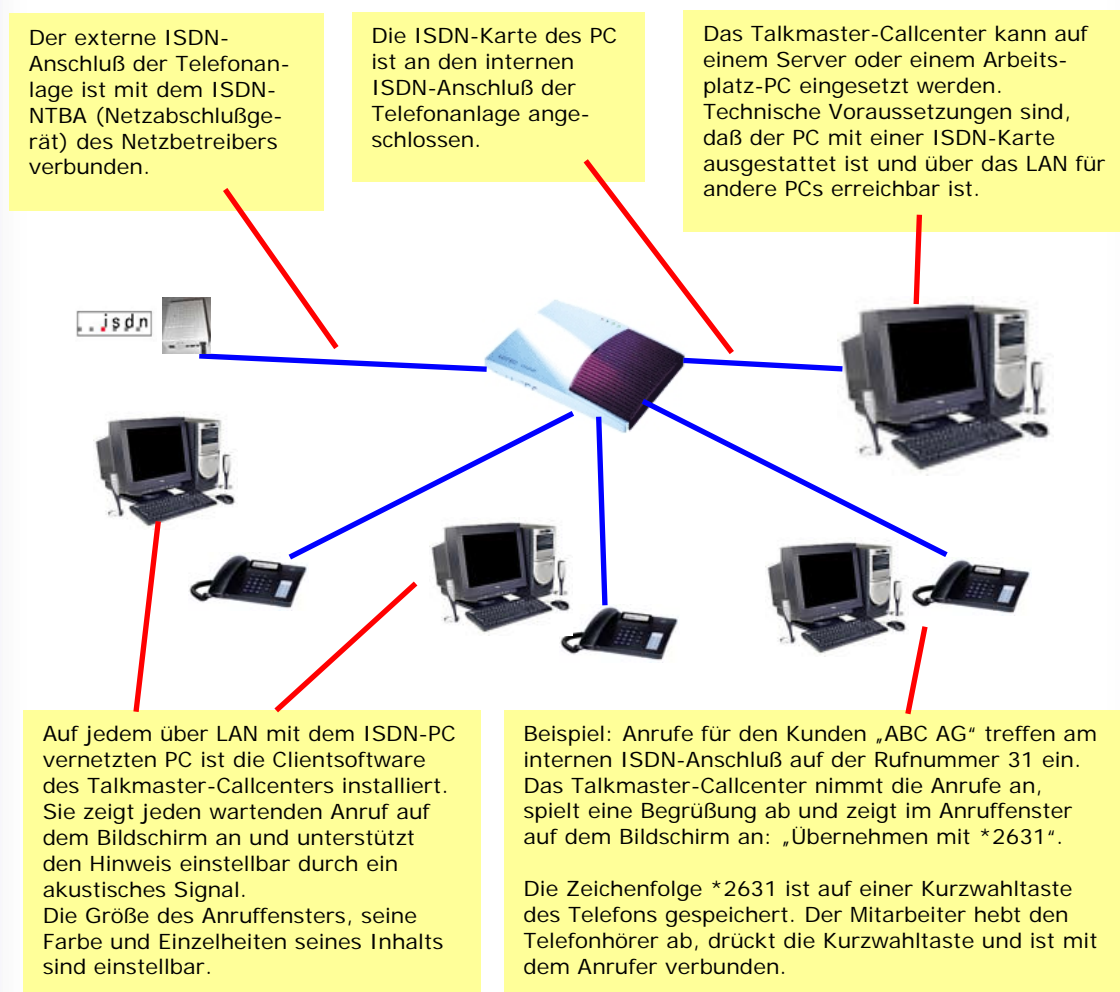 Der externe ISDN-
Anschluß der Telefonan-
lage ist mit dem ISDN-
NTBA (Netzabschlußge-
rät) des Netzbetreibers
verbunden.
Die ISDN-Karte des PC
ist an den internen
ISDN-Anschluß der
Telefonanlage ange-
schlossen.
Das Talkmaster-Callcenter kann auf
einem Server oder einem Arbeits-
platz-PC eingesetzt werden.
Technische Voraussetzungen sind,
daß der PC mit einer ISDN-Karte
ausgestattet ist und über das LAN für
andere PCs erreichbar ist.
isdn
Auf jedem über LAN mit dem ISDN-PC
vernetzten PC ist die Clientsoftware
des Talkmaster-Callcenters installiert.
Sie zeigt jeden wartenden Anruf auf
dem Bildschirm an und unterstützt
den Hinweis einstellbar durch ein
akustisches Signal.
Die Größe des Anruffensters, seine
Farbe und Einzelheiten seines Inhalts
sind einstellbar.
Beispiel: Anrufe für den Kunden „ABC AG“ treffen am
internen ISDN-Anschluß auf der Rufnummer 31 ein.
Das Talkmaster-Callcenter nimmt die Anrufe an,
spielt eine Begrüßung ab und zeigt im Anruffenster
auf dem Bildschirm an: „Übernehmen mit *2631“.
Die Zeichenfolge *2631 ist auf einer Kurzwahltaste
des Telefons gespeichert. Der Mitarbeiter hebt den
Telefonhörer ab, drückt die Kurzwahltaste und ist mit
dem Anrufer verbunden.